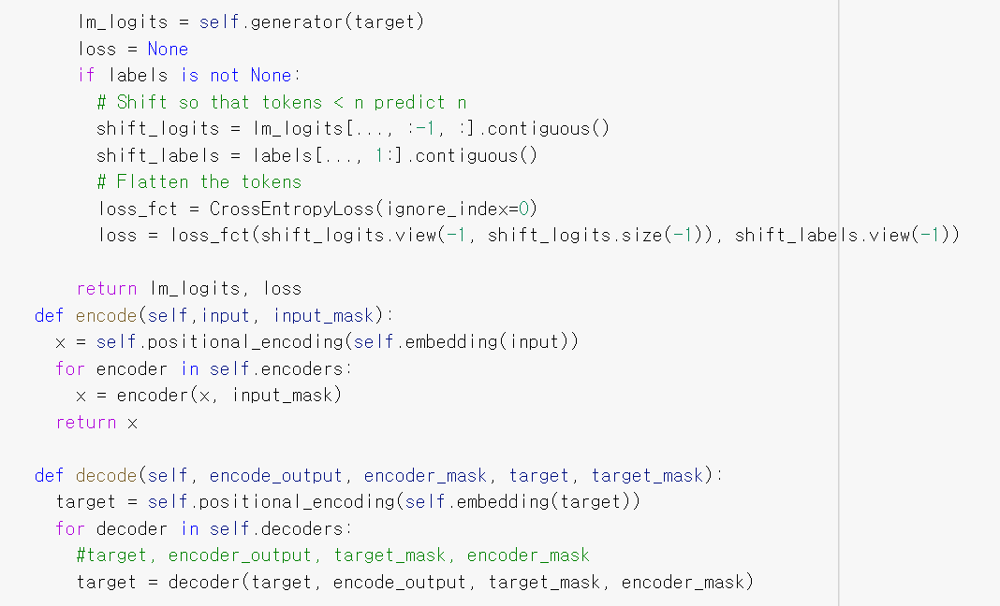 lm_logits = self.generator(target)
loss = None
if labels is not None:
# Shift so that tokens < n predict n
shift_logits = lm_logits[..., :-1, :].contiguous()
shift_labels = labels[..., 1:].contiguous()
# Flatten the tokens
loss_fct = CrossEntropyLoss(ignore_index=0)
loss = loss_fct(shift_logits.view(-1, shift_logits.size(-1)), shift_labels.view(-1))
return lm_logits, loss
def encode(self,input, input_mask):
x = self.positional_encoding(self.embedding(input))
for encoder in self.encoders:
x = encoder(x, input_mask)
return x
def decode(self, encode_output, encoder_mask, target, target_mask):
target = self.positional_encoding(self.embedding(target))
for decoder in self.decoders:
#target, encoder_output, target_mask, encoder_mask
target = decoder(target, encode_output, target_mask, encoder_mask)